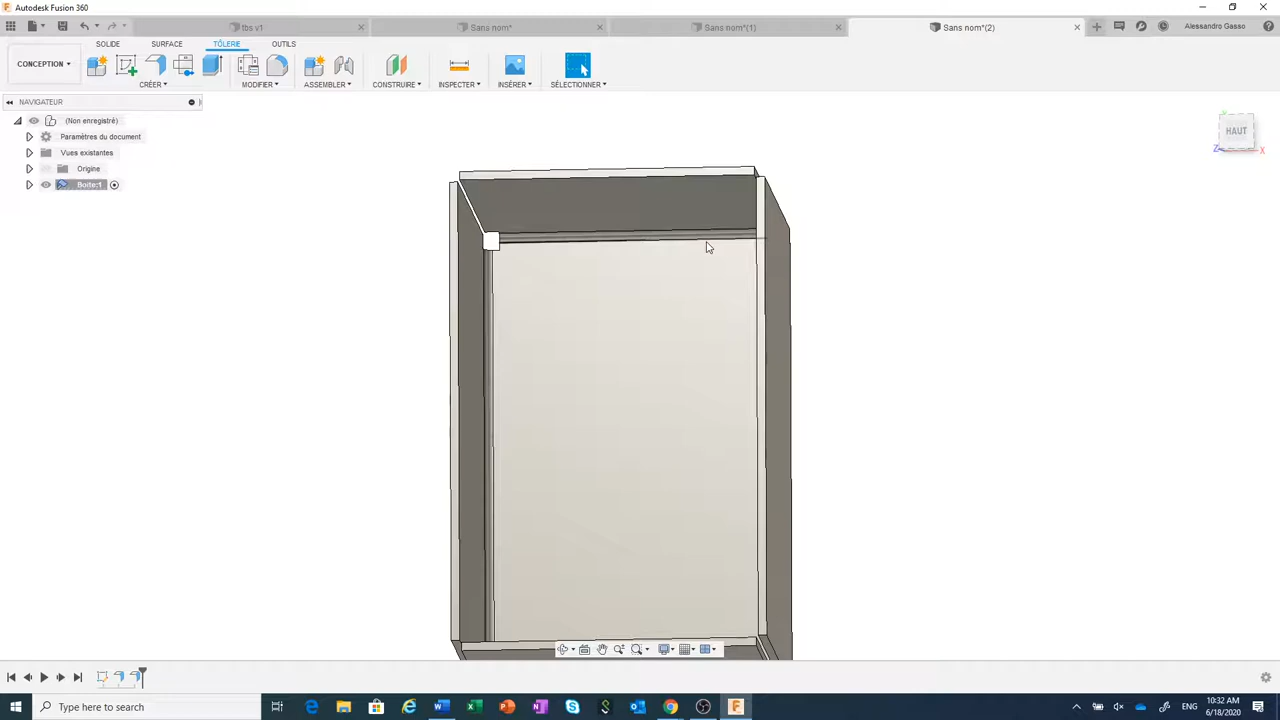 Autodesk Fusion 360
tbs v1
Sans nom*
Sans nom*(1)
Sans nom*(2)
Alessandro Gasso
CONCEPTION
SOLIDE
SURFACE
TÔLERIE
OUTILS
CRÉER
MODIFIER
ASSEMBLER
CONSTRUIRE
INSPECTER
INSÉRER
SÉLECTIONNER
NAVIGATEUR
(Non enregistré)
Paramètres du document
Vues existantes
Origine
Boite:1
HAUT
Z
X
Type here to search
ENG
10:32 AM
6/18/2020